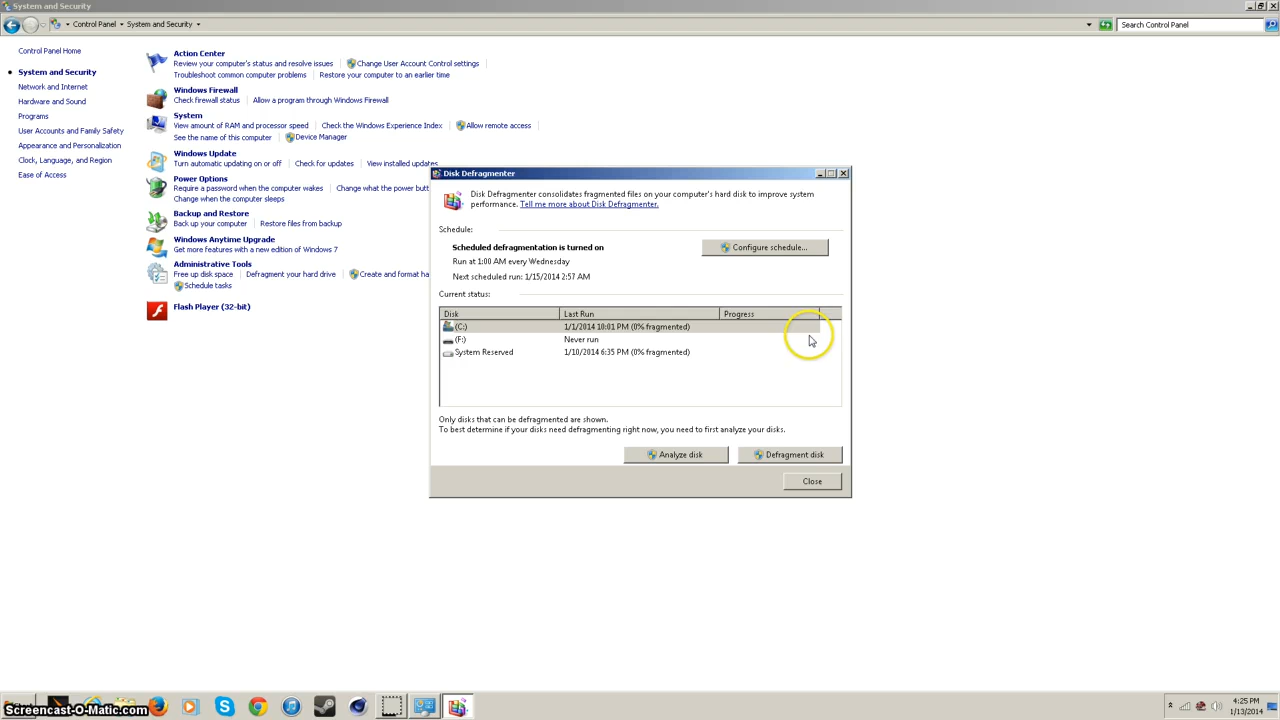 System and Security
Control Panel
System and Security
Search Control Panel
Control Panel Home
System and Security
Network and Internet
Hardware and Sound
Programs
User Accounts and Family Safety
Appearance and Personalization
Clock, Language, and Region
Ease of Access
Action Center
Review your computer's status and resolve issues
Change User Account Control settings
Troubleshoot common computer problems
Restore your computer to an earlier time
Windows Firewall
Check firewall status
Allow a program through Windows Firewall
System
View amount of RAM and processor speed
Check the Windows Experience Index
Allow remote access
See the name of this computer
Device Manager
Windows Update
Turn automatic updating on or off
Check for updates
View installed updates
Power Options
Require a password when the computer wakes
Change what the power butt
Change when the computer sleeps
Backup and Restore
Back up your computer
Restore files from backup
Windows Anytime Upgrade
Get more features with a new edition of Windows 7
Administrative Tools
Free up disk space
Defragment your hard drive
Create and format ha
Schedule tasks
Flash Player (32-bit)
Disk Defragmenter
Disk Defragmenter consolidates fragmented files on your computer's hard disk to improve system
performance. Tell me more about Disk Defragmenter.
Schedule:
Scheduled defragmentation is turned on
Configure schedule...
Run at 1:00 AM every Wednesday
Next scheduled run: 1/15/2014 2:57 AM
Current status:
Disk Last Run Progress
(C:) 1/1/2014 10:01 PM (0% fragmented)
(F:) Never run
System Reserved 1/10/2014 6:35 PM (0% fragmented)
Only disks that can be defragmented are shown.
To best determine if your disks need defragmenting right now, you need to first analyze your disks.
Analyze disk
Defragment disk
Close
Screencast-O-Matic.com
4:25 PM
1/13/2014